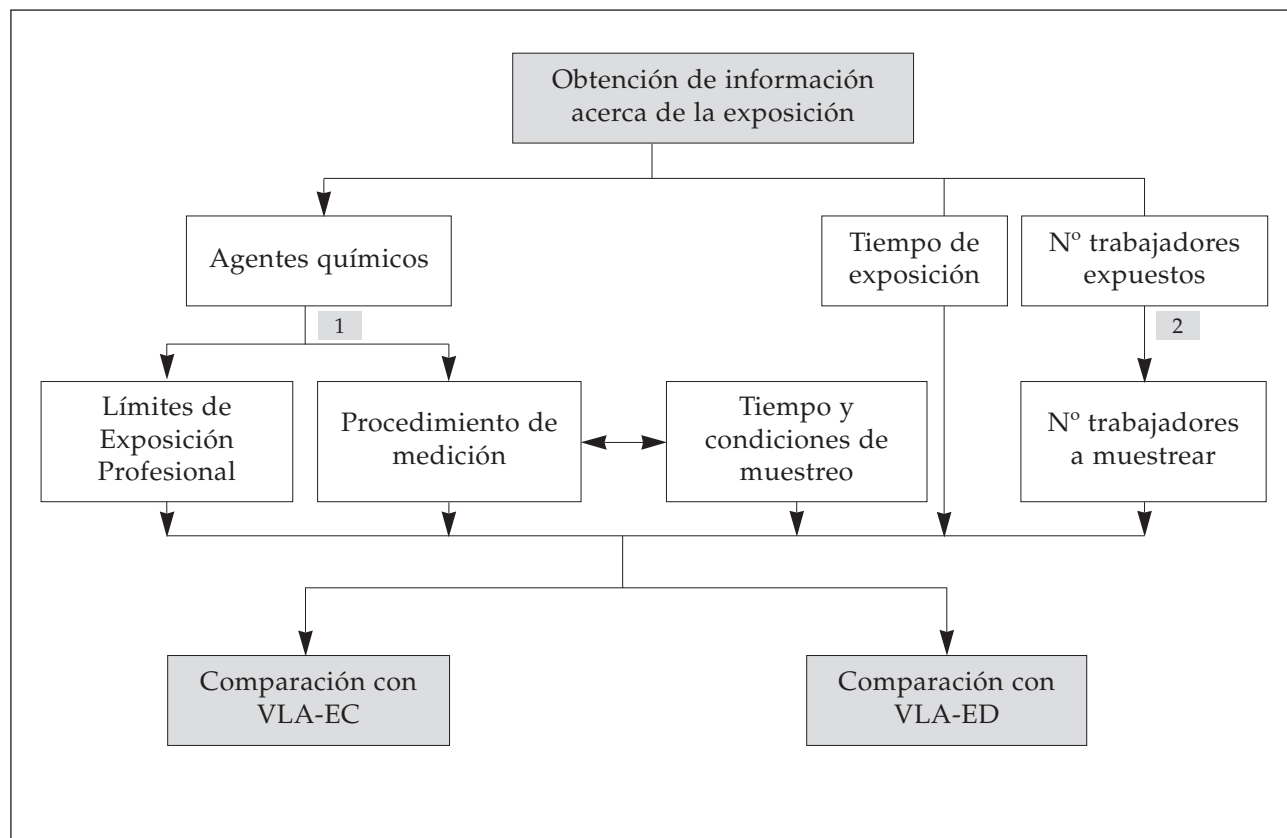 Obtención de información
acerca de la exposición
Agentes químicos
Tiempo de
exposición
Nº trabajadores
expuestos
1
2
Límites de
Exposición
Profesional
Procedimiento de
medición
Tiempo y
condiciones de
muestreo
Nº trabajadores
a muestrear
Comparación con
VLA-EC
Comparación con
VLA-ED